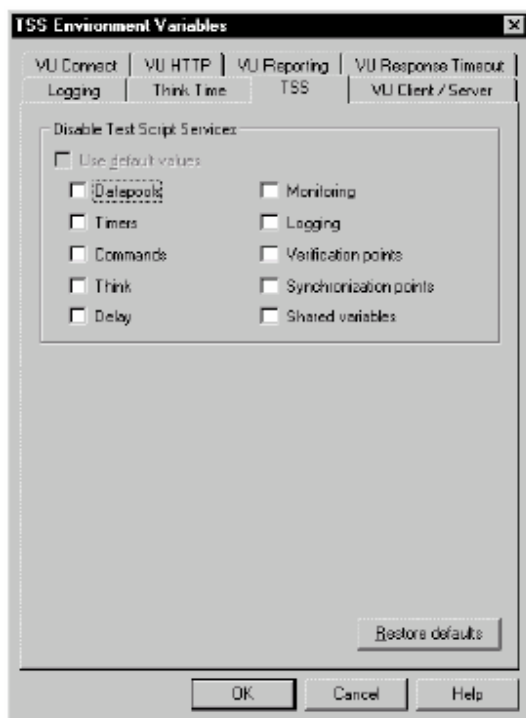 TSS Environment Variables
VU Connect VU HTTP VU Reporting VU Response Timeout
Logging Think Time TSS VU Client / Server
Disable Test Script Services
Use default values
Datapools Monitoring
Timers Logging
Commands Verification points
Think Synchronization points
Delay Shared variables
Restore defaults
OK Cancel Help